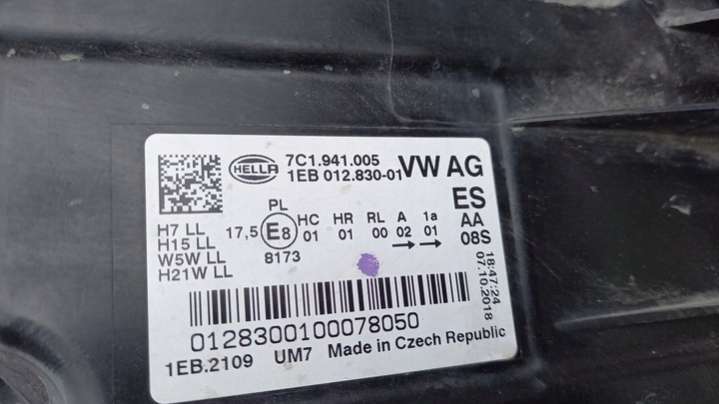 HELLA 7C1.941.005 VW AG
1EB 012.830-01
ES
PL HC HR RL A 1a AA
H7 LL 17,5 E8 01 01 00 02 01 08S
H15 LL
W5W LL 8173
H21W LL
18:47:24
07.10.2018
0128300100078050
1EB.2109 UM7 Made in Czech Republic